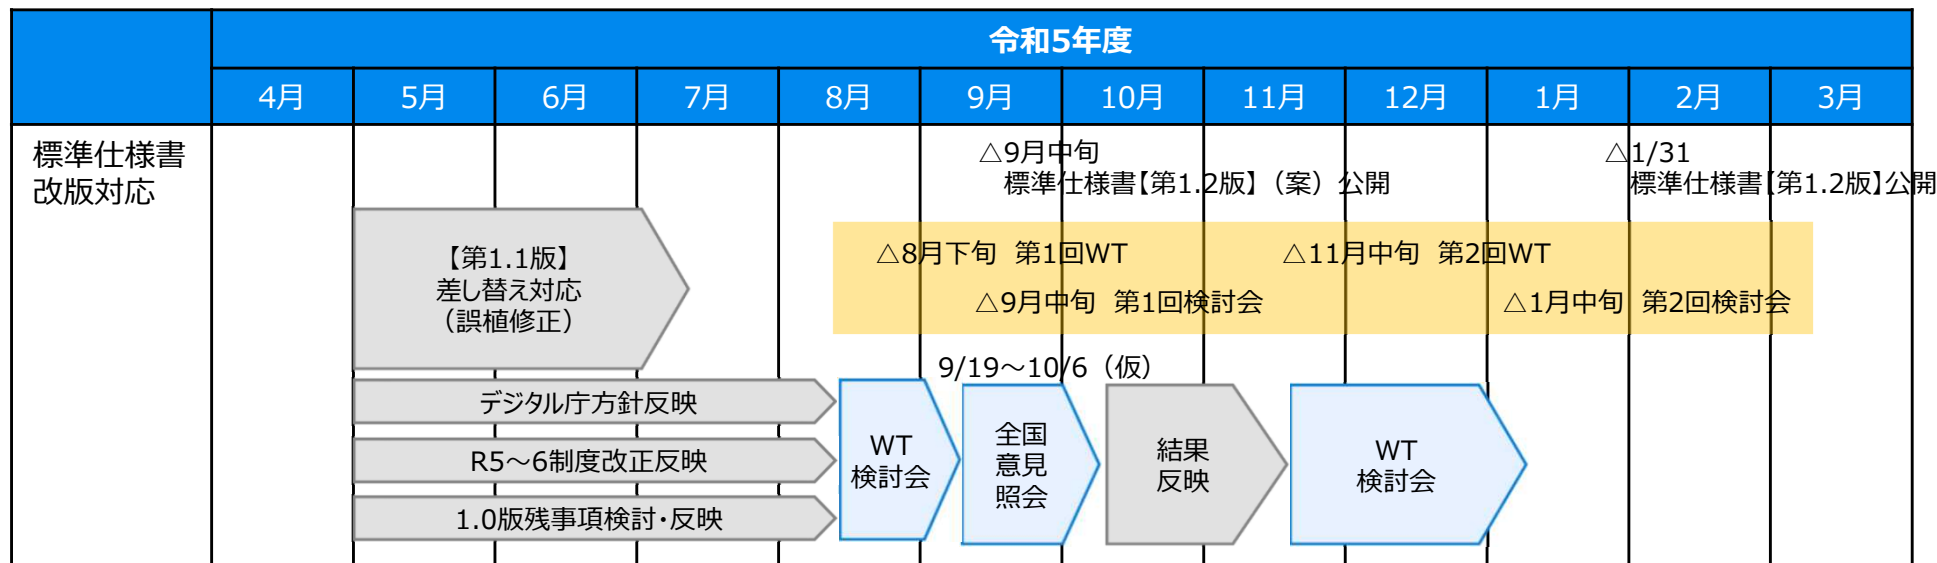 令和5年度
4月 5月 6月 7月 8月 9月 10月 11月 12月 1月 2月 3月
標準仕様書
改版対応
△9月中旬
標準仕様書【第1.2版】（案）公開
△1/31
標準仕様書【第1.2版】公開
△8月下旬 第1回WT
△11月中旬 第2回WT
△9月中旬 第1回検討会
△1月中旬 第2回検討会
【第1.1版】
差し替え対応
（誤植修正）
デジタル庁方針反映
R5～6制度改正反映
1.0版残事項検討・反映
WT
検討会
9/19～10/6（仮）
全国
意見
照会
結果
反映
WT
検討会